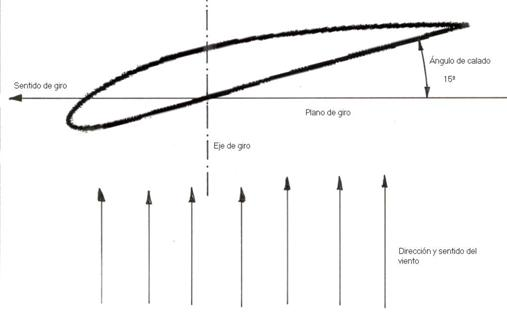 Ángulo de calado
15º
Sentido de giro
Plano de giro
Eje de giro
Dirección y sentido del
viento